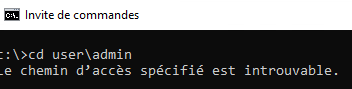 Invite de commandes
:\>cd user\admin
e chemin d'accès spécifié est introuvable.